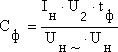 C_ф = (I_н · U_2 · t_ф) / (U_н~ · U_н)